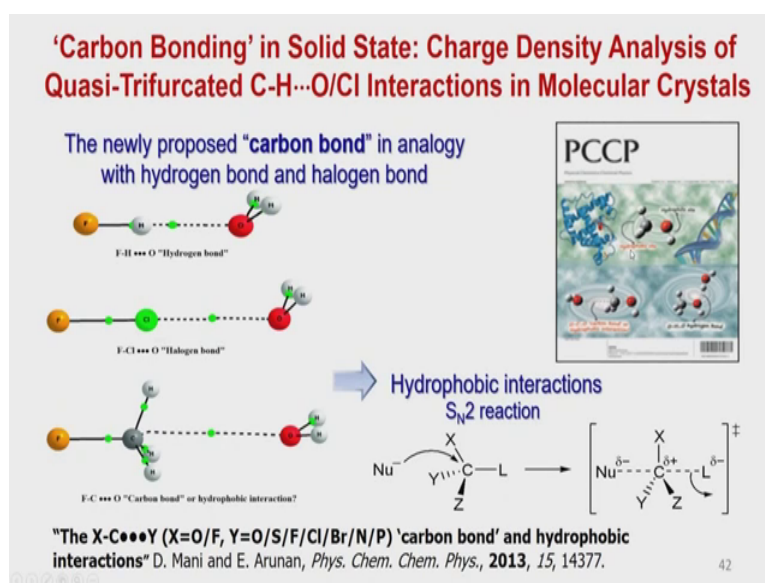 ‘Carbon Bonding’ in Solid State: Charge Density Analysis of
Quasi-Trifurcated C-H···O/Cl Interactions in Molecular Crystals
The newly proposed “carbon bond” in analogy
with hydrogen bond and halogen bond
PCCP
F H O H H
F-H ••• O "Hydrogen bond"
F Cl O H H
F-Cl ••• O "Halogen bond"
Hydrophobic interactions
SN2 reaction
F C H H H O H H
Nu⁻ X Y C L Z
Nu δ− X C δ+ L δ− Y Z ‡
F-C ••• O "Carbon bond" or hydrophobic interaction?
"The X-C●●●Y (X=O/F, Y=O/S/F/Cl/Br/N/P) ‘carbon bond’ and hydrophobic
interactions” D. Mani and E. Arunan, Phys. Chem. Chem. Phys., 2013, 15, 14377.
42